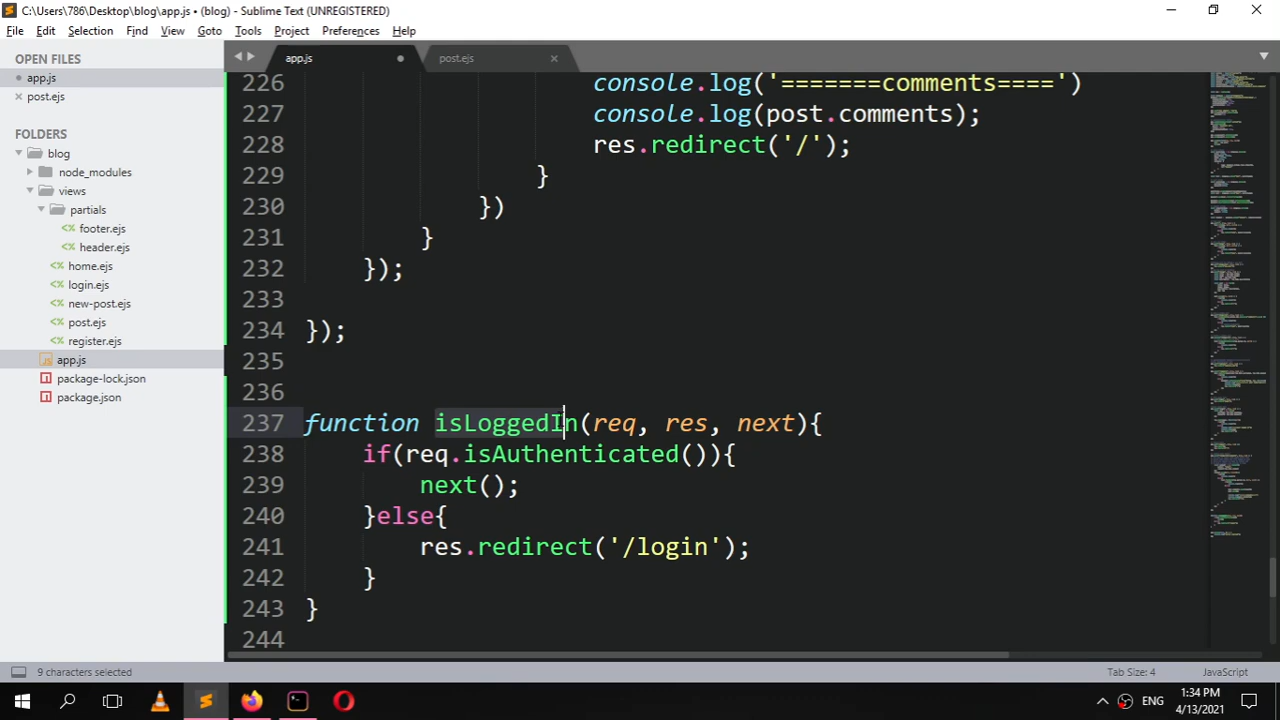 C:\Users\786\Desktop\blog\app.js • (blog) - Sublime Text (UNREGISTERED)
File Edit Selection Find View Goto Tools Project Preferences Help
OPEN FILES
app.js
post.ejs
FOLDERS
blog
node_modules
views
partials
footer.ejs
header.ejs
home.ejs
login.ejs
new-post.ejs
post.ejs
register.ejs
app.js
package-lock.json
package.json
app.js post.ejs
226 console.log('=======comments====')
227 console.log(post.comments);
228 res.redirect('/');
229 }
230 })
231 }
232 });
233
234 });
235
236
237 function isLoggedIn(req, res, next){
238 if(req.isAuthenticated()){
239 next();
240 }else{
241 res.redirect('/login');
242 }
243 }
244
9 characters selected Tab Size: 4 JavaScript
ENG 1:34 PM
4/13/2021